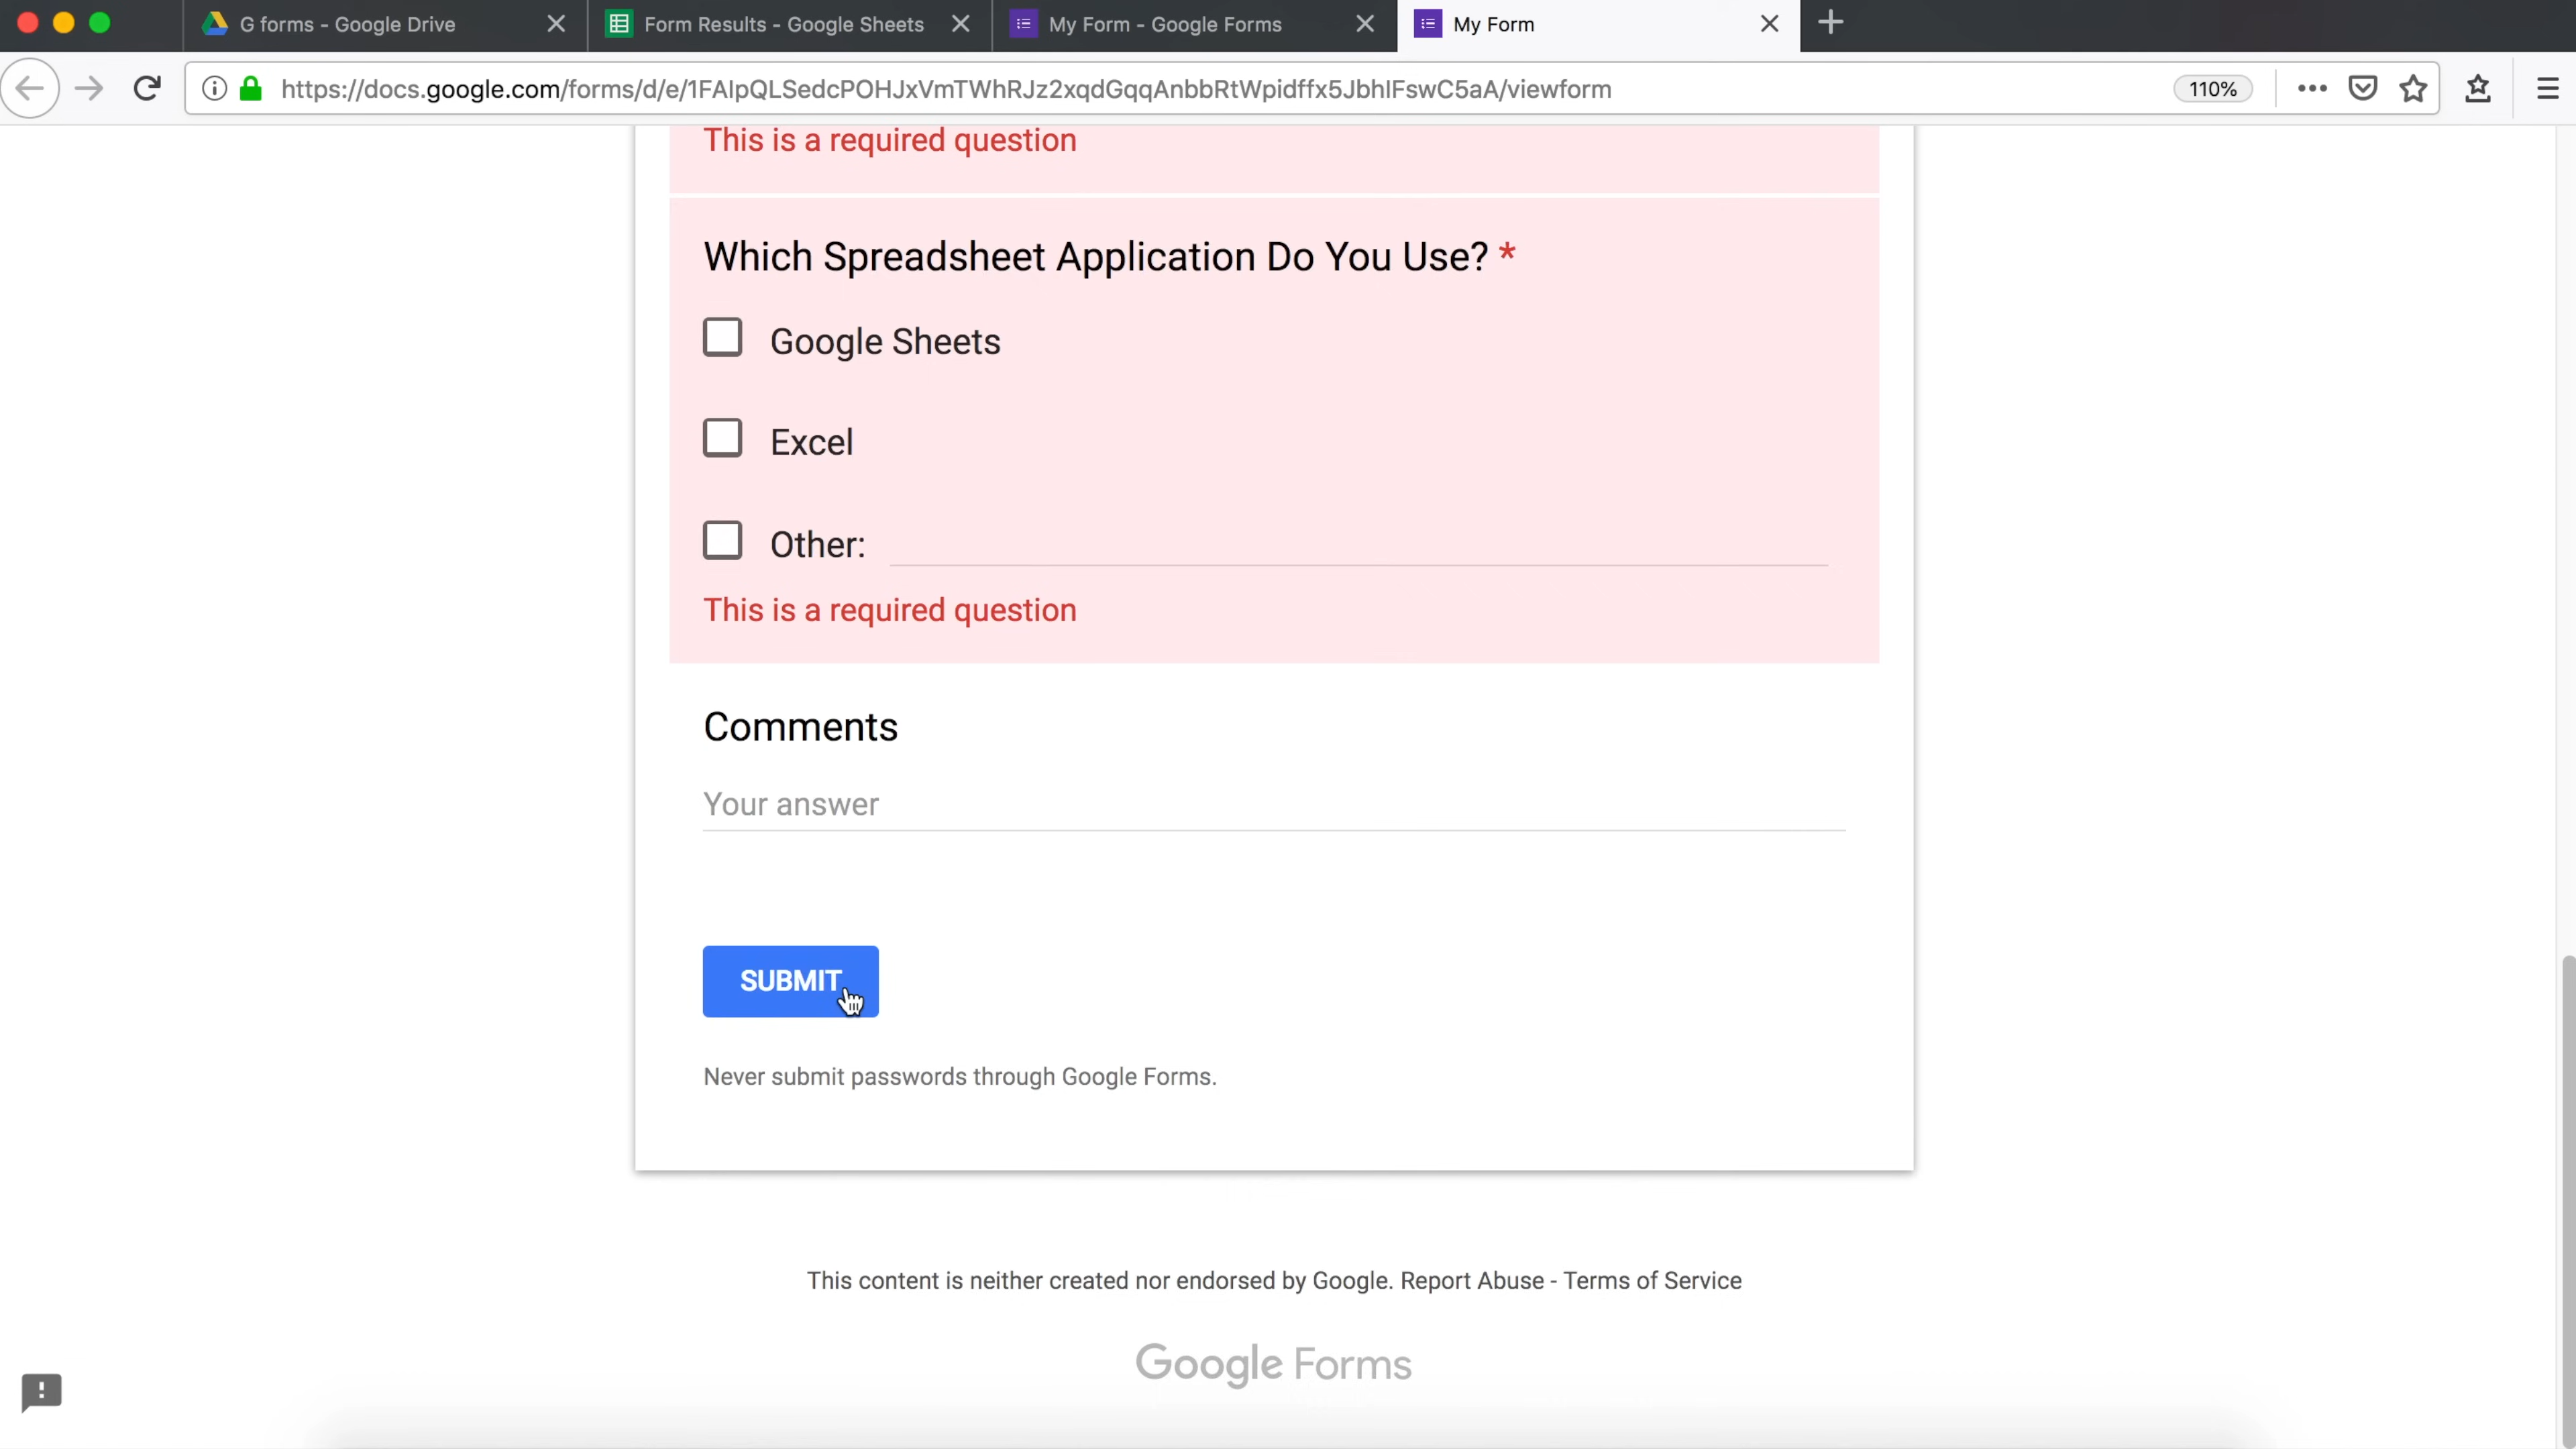 G forms - Google Drive
Form Results - Google Sheets
My Form - Google Forms
My Form
https://docs.google.com/forms/d/e/1FAIpQLSedcPOHJxVmTWhRJz2xqdGqqAnbbRtWpidffx5JbhIFswC5aA/viewform
110%
This is a required question
Which Spreadsheet Application Do You Use? *
Google Sheets
Excel
Other:
This is a required question
Comments
Your answer
SUBMIT
Never submit passwords through Google Forms.
This content is neither created nor endorsed by Google. Report Abuse - Terms of Service
Google Forms